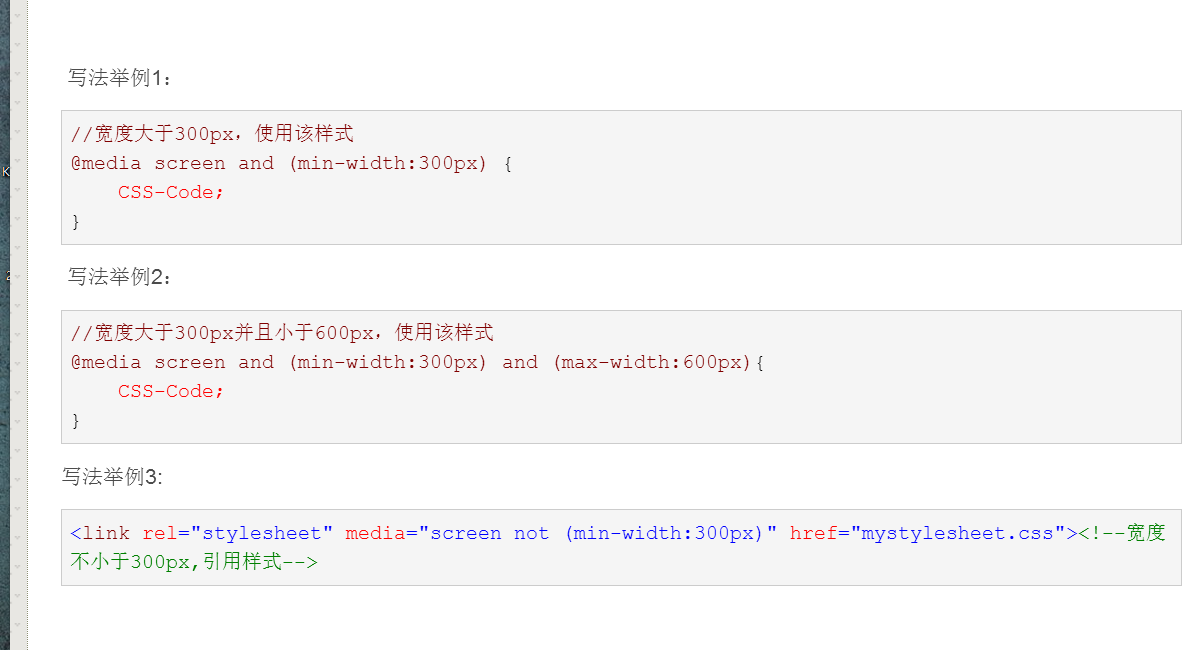 写法举例1：
//宽度大于300px，使用该样式
@media screen and (min-width:300px) {
    CSS-Code;
}
写法举例2：
//宽度大于300px并且小于600px，使用该样式
@media screen and (min-width:300px) and (max-width:600px){
    CSS-Code;
}
写法举例3:
<link rel="stylesheet" media="screen not (min-width:300px)" href="mystylesheet.css"><!--宽度
不小于300px,引用样式-->